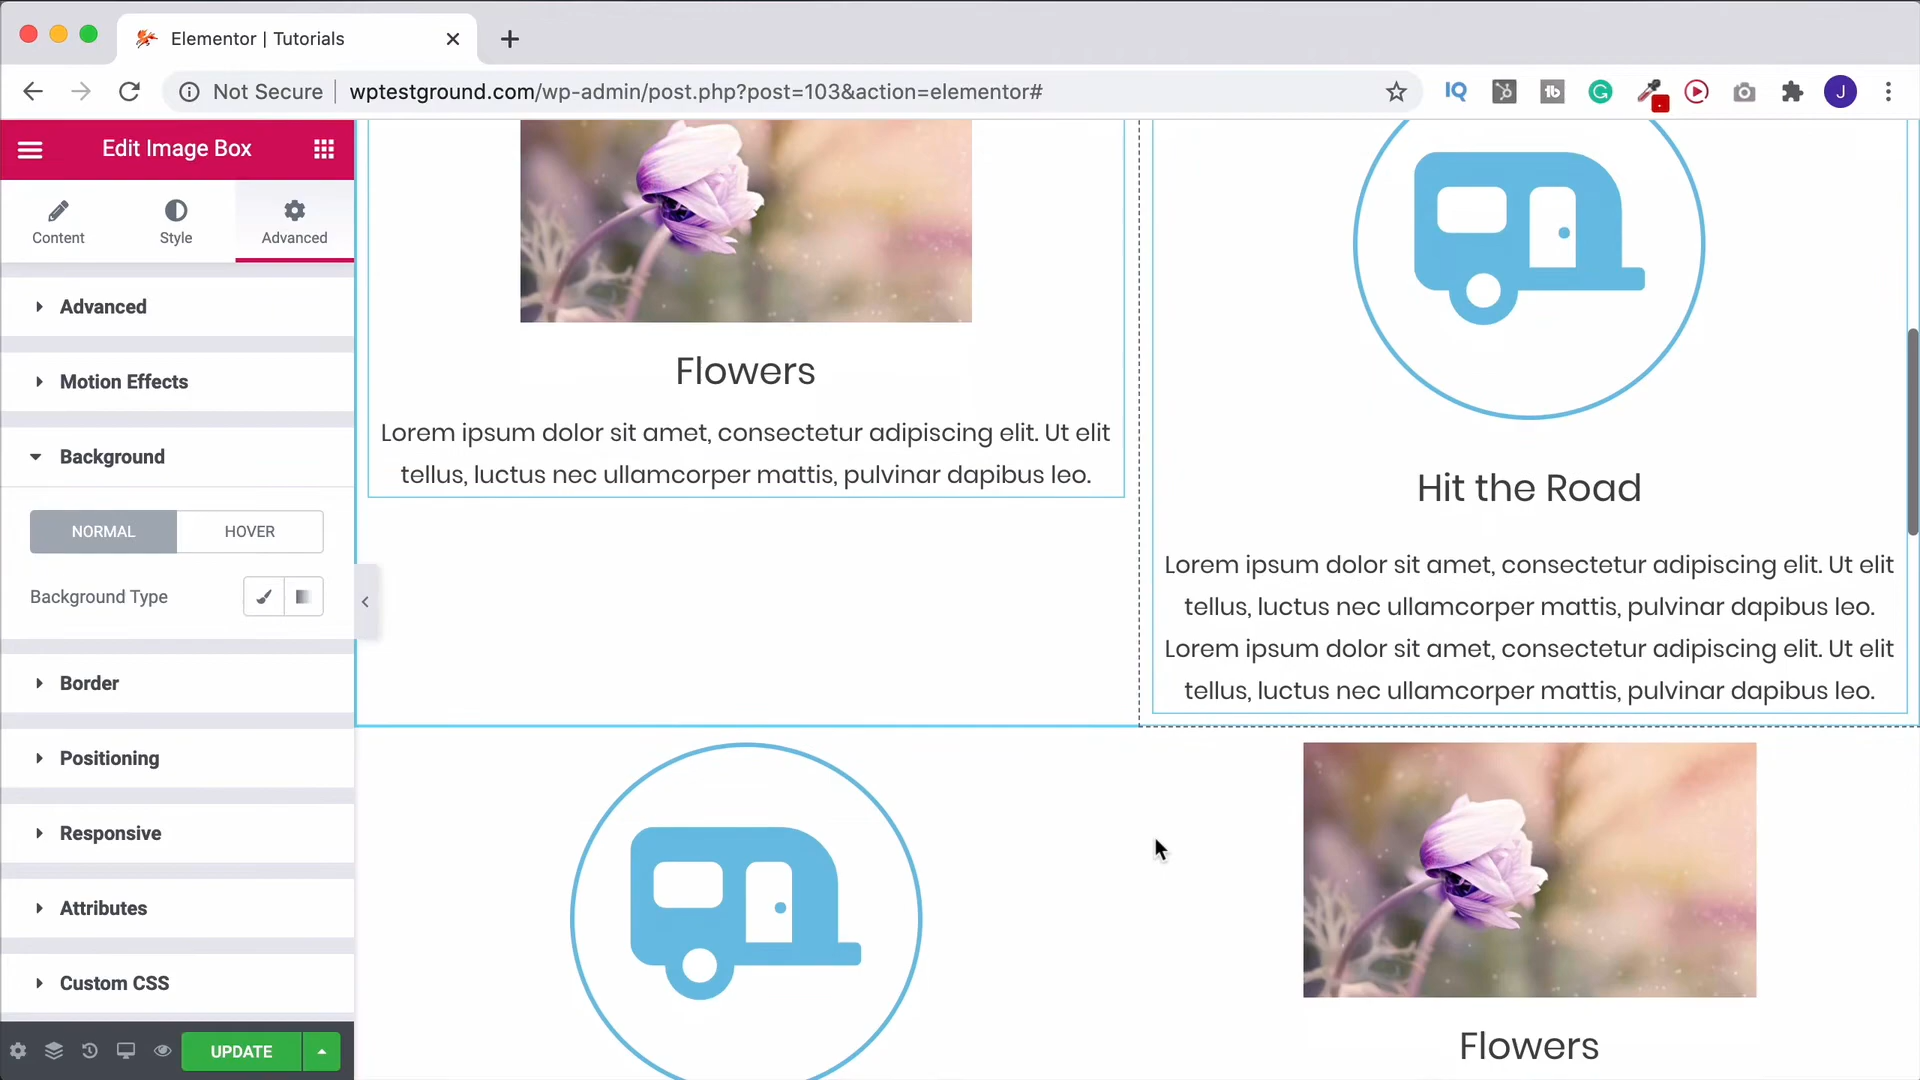 Elementor | Tutorials
Not Secure
wptestground.com/wp-admin/post.php?post=103&action=elementor#
IQ
tb
G
J
Edit Image Box
Content
Style
Advanced
Advanced
Motion Effects
Background
NORMAL
HOVER
Background Type
Border
Positioning
Responsive
Attributes
Custom CSS
UPDATE
Flowers
Lorem ipsum dolor sit amet, consectetur adipiscing elit. Ut elit
tellus, luctus nec ullamcorper mattis, pulvinar dapibus leo.
Hit the Road
Lorem ipsum dolor sit amet, consectetur adipiscing elit. Ut elit
tellus, luctus nec ullamcorper mattis, pulvinar dapibus leo.
Lorem ipsum dolor sit amet, consectetur adipiscing elit. Ut elit
tellus, luctus nec ullamcorper mattis, pulvinar dapibus leo.
Flowers